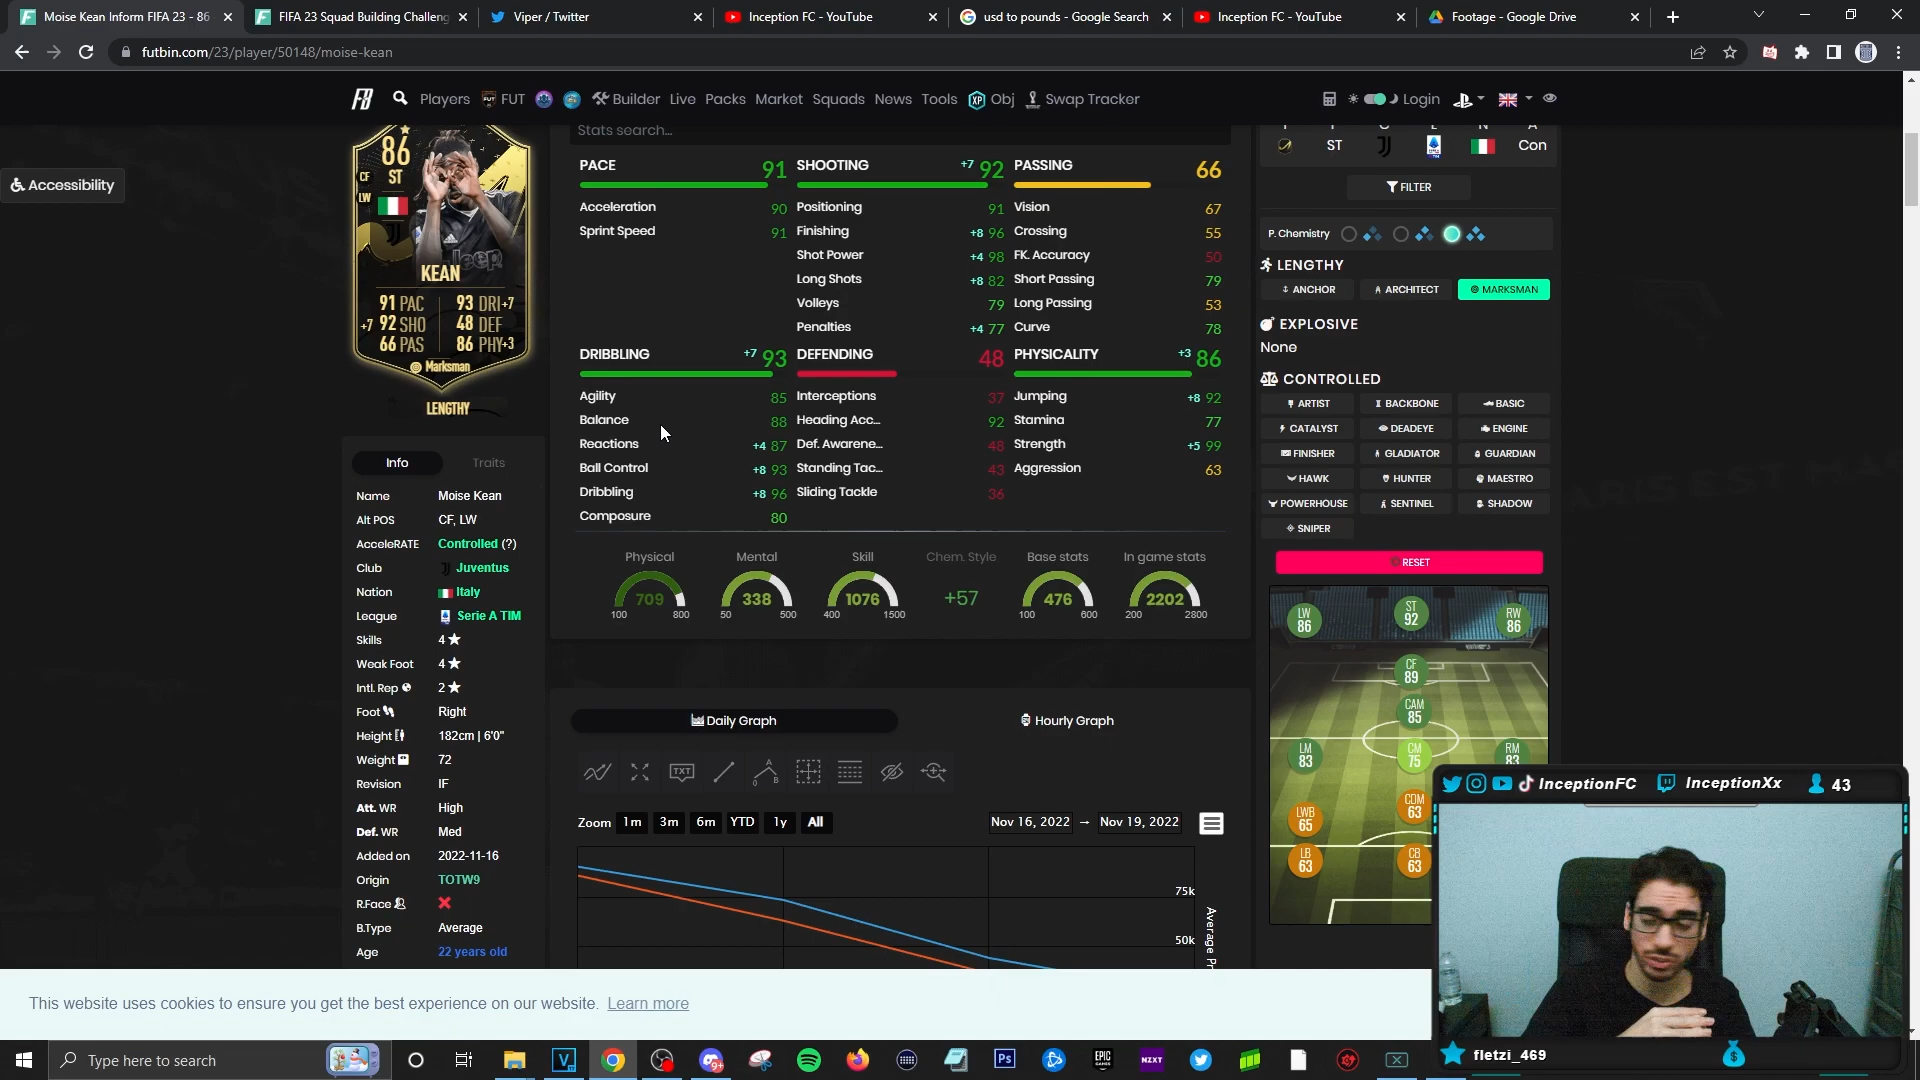 Moise Kean Inform FIFA 23 - 86
FIFA 23 Squad Building Challeng
Viper / Twitter
Inception FC - YouTube
usd to pounds - Google Search
Inception FC - YouTube
Footage - Google Drive
futbin.com/23/player/50148/moise-kean
Players FUT Builder Live Packs Market Squads News Tools XP Obj Swap Tracker
Login
Accessibility
86
ST
CF
LW
KEAN
91 PAC 93 DRI+7
+7 92 SHO 48 DEF
66 PAS 86 PHY+3
Marksman
LENGTHY
Info Traits
Name Moise Kean
Alt POS CF, LW
AcceleRATE Controlled (?)
Club Juventus
Nation Italy
League Serie A TIM
Skills 4
Weak Foot 4
Intl. Rep 2
Foot Right
Height 182cm | 6'0"
Weight 72
Revision IF
Att. WR High
Def. WR Med
Added on 2022-11-16
Origin TOTW9
R.Face
B.Type Average
Age 22 years old
Stats search...
PACE 91
Acceleration 90
Sprint Speed 91
SHOOTING +7 92
Positioning 91
Finishing +8 96
Shot Power +4 98
Long Shots +8 82
Volleys 79
Penalties +4 77
PASSING 66
Vision 67
Crossing 55
FK. Accuracy 50
Short Passing 79
Long Passing 53
Curve 78
DRIBBLING +7 93
Agility 85
Balance 88
Reactions +4 87
Ball Control +8 93
Dribbling +8 96
Composure 80
DEFENDING 48
Interceptions 37
Heading Acc... 92
Def. Awarene... 48
Standing Tac... 43
Sliding Tackle 36
PHYSICALITY +3 86
Jumping +8 92
Stamina 77
Strength +5 99
Aggression 63
Physical Mental Skill Chem. Style Base stats In game stats
709 338 1076 +57 476 2202
100 800 50 500 400 1500 100 600 200 2800
Daily Graph Hourly Graph
TXT
Zoom 1m 3m 6m YTD 1y All
Nov 16, 2022 → Nov 19, 2022
75k
50k
Average Pr
ST Con
FILTER
P. Chemistry
LENGTHY
ANCHOR ARCHITECT MARKSMAN
EXPLOSIVE
None
CONTROLLED
ARTIST BACKBONE BASIC
CATALYST DEADEYE ENGINE
FINISHER GLADIATOR GUARDIAN
HAWK HUNTER MAESTRO
POWERHOUSE SENTINEL SHADOW
SNIPER
RESET
LW 86
ST 92
RW 86
CF 89
CAM 85
LM 83
CM 75
RM 83
LWB 65
CDM 63
LB 63
CB 63
InceptionFC InceptionXx 43
fletzi_469
This website uses cookies to ensure you get the best experience on our website. Learn more
Type here to search
9+
Ps
EPIC GAMES
NZXT